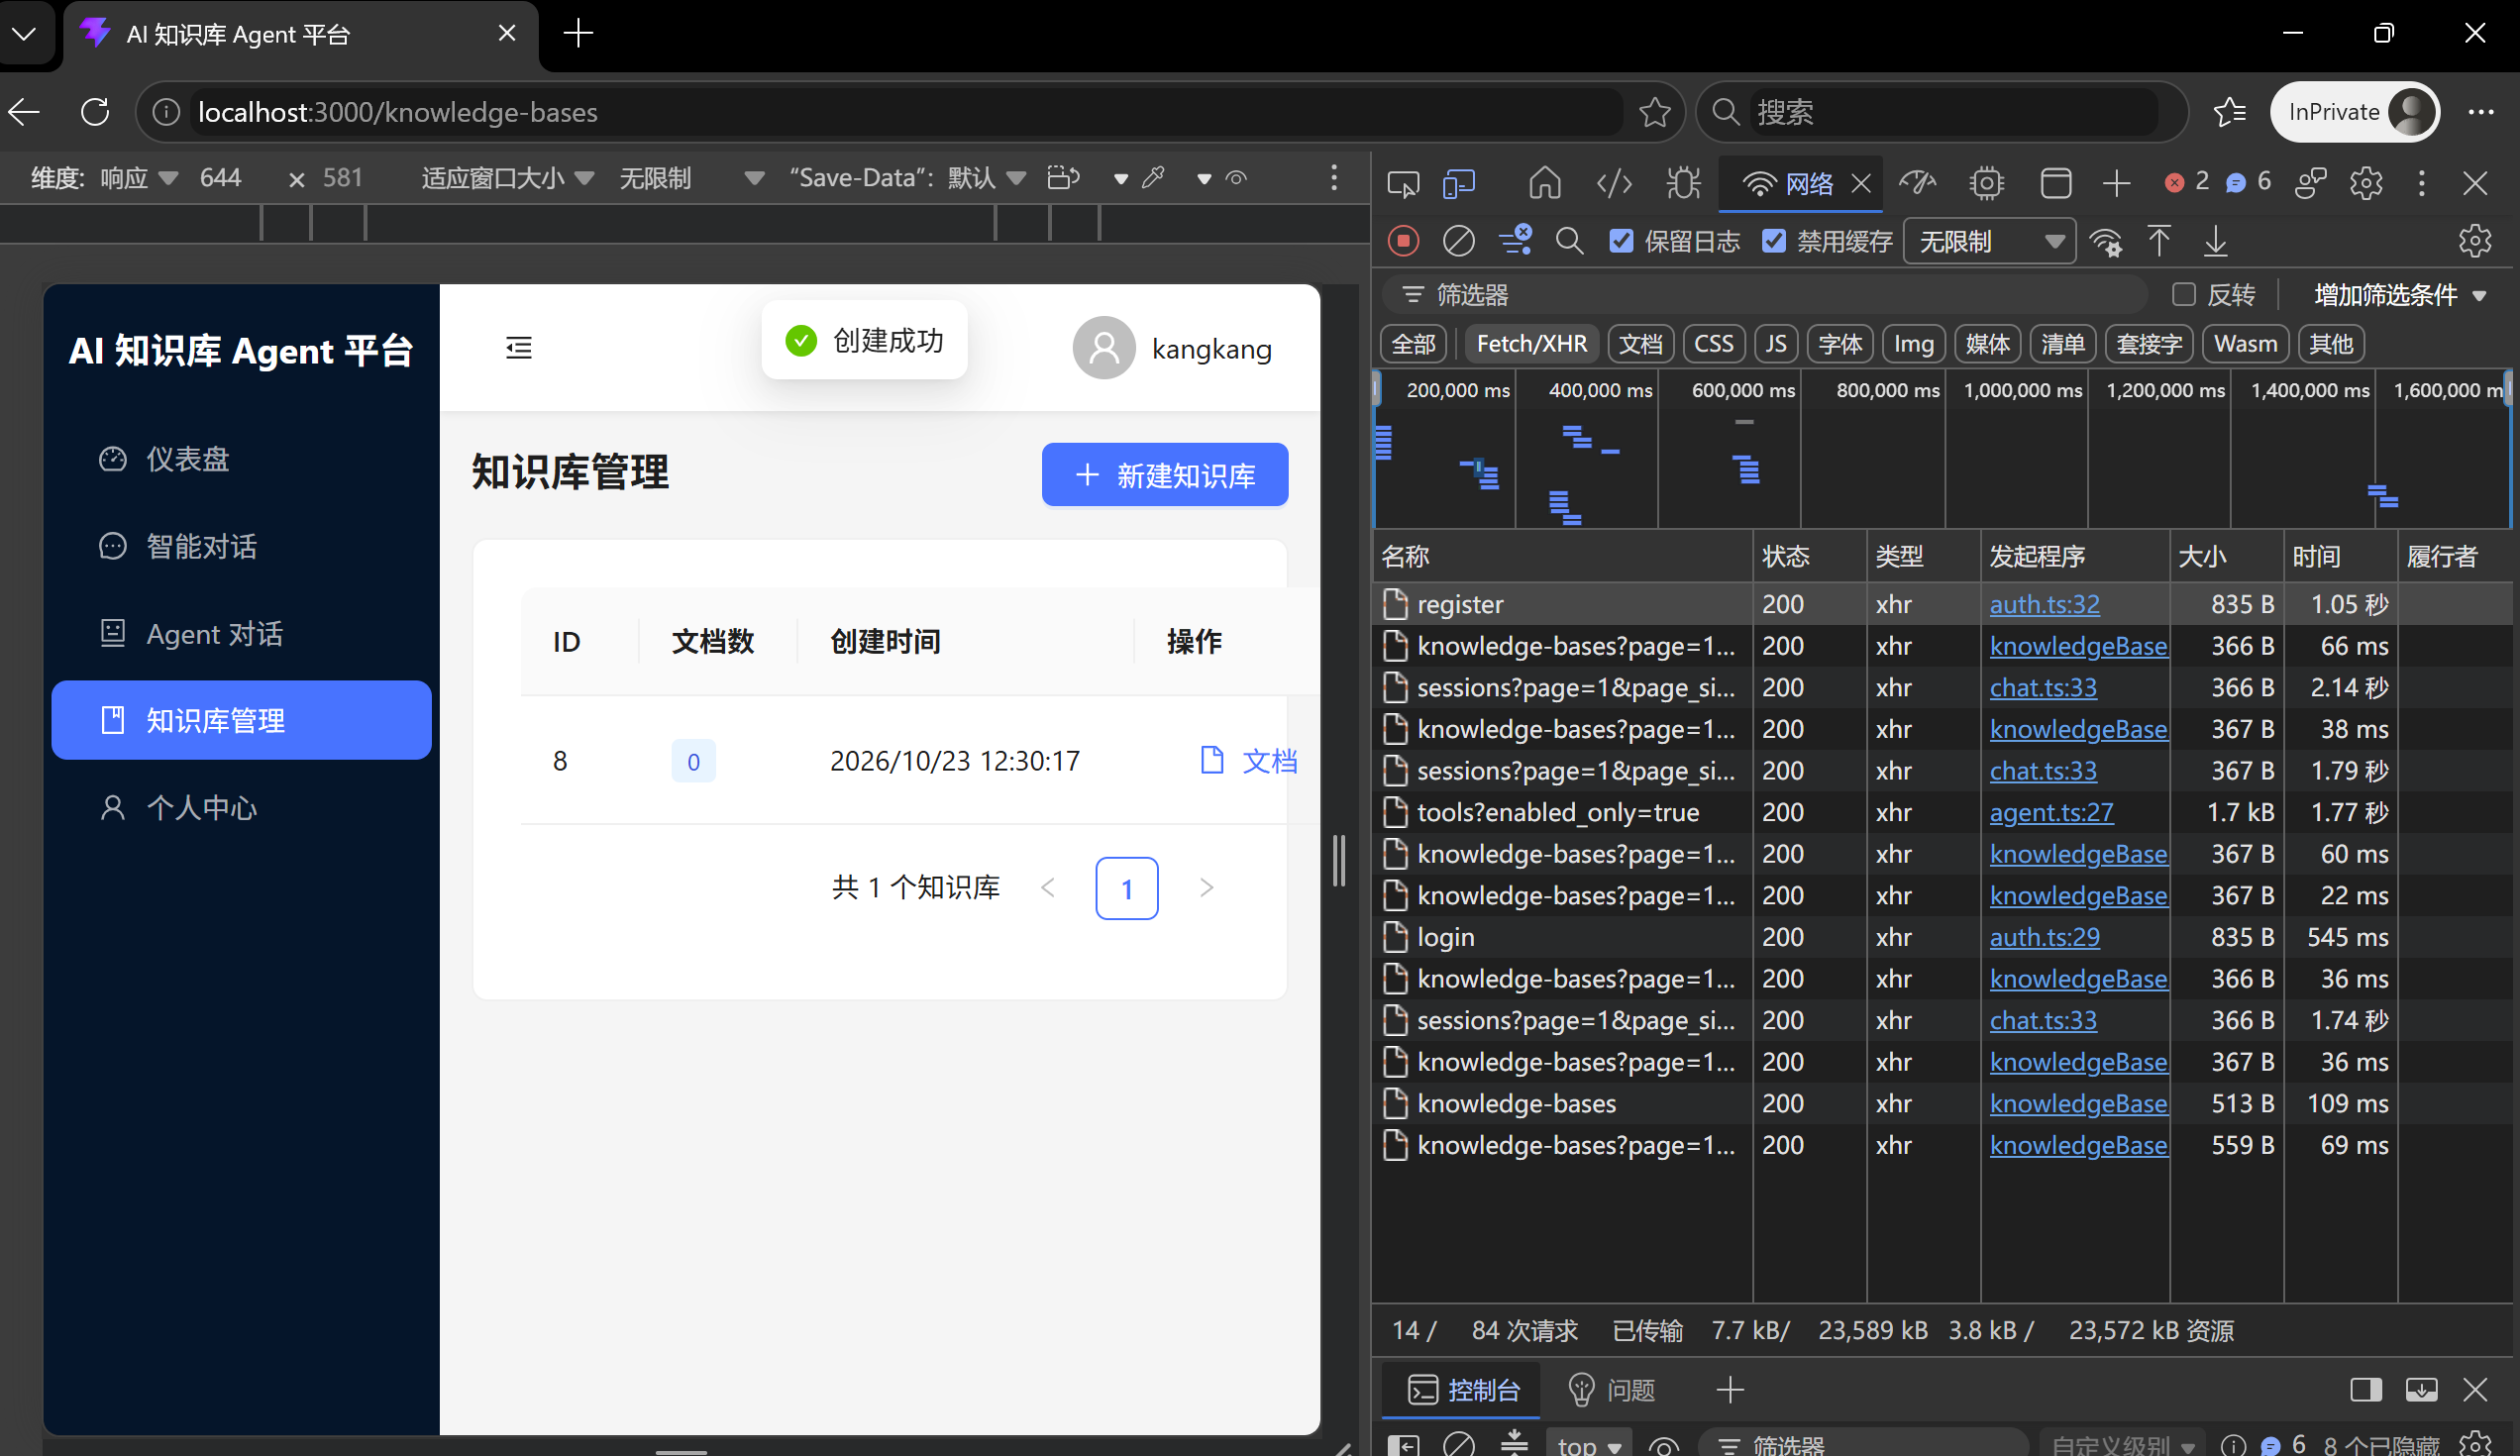 AI 知识库 Agent 平台
localhost:3000/knowledge-bases
搜索
InPrivate
维度: 响应 644 × 581 适应窗口大小 无限制 “Save-Data”: 默认
网络 2 6
保留日志 禁用缓存 无限制
筛选器 反转 增加筛选条件
全部 Fetch/XHR 文档 CSS JS 字体 Img 媒体 清单 套接字 Wasm 其他
200,000 ms 400,000 ms 600,000 ms 800,000 ms 1,000,000 ms 1,200,000 ms 1,400,000 ms 1,600,000 m
AI 知识库 Agent 平台
仪表盘
智能对话
Agent 对话
知识库管理
个人中心
创建成功
kangkang
知识库管理
新建知识库
ID 文档数 创建时间 操作
8 0 2026/10/23 12:30:17 文档
共 1 个知识库 < 1 >
名称 状态 类型 发起程序 大小 时间 履行者
register 200 xhr auth.ts:32 835 B 1.05 秒
knowledge-bases?page=1... 200 xhr knowledgeBase 366 B 66 ms
sessions?page=1&page_si... 200 xhr chat.ts:33 366 B 2.14 秒
knowledge-bases?page=1... 200 xhr knowledgeBase 367 B 38 ms
sessions?page=1&page_si... 200 xhr chat.ts:33 367 B 1.79 秒
tools?enabled_only=true 200 xhr agent.ts:27 1.7 kB 1.77 秒
knowledge-bases?page=1... 200 xhr knowledgeBase 367 B 60 ms
knowledge-bases?page=1... 200 xhr knowledgeBase 367 B 22 ms
login 200 xhr auth.ts:29 835 B 545 ms
knowledge-bases?page=1... 200 xhr knowledgeBase 366 B 36 ms
sessions?page=1&page_si... 200 xhr chat.ts:33 366 B 1.74 秒
knowledge-bases?page=1... 200 xhr knowledgeBase 367 B 36 ms
knowledge-bases 200 xhr knowledgeBase 513 B 109 ms
knowledge-bases?page=1... 200 xhr knowledgeBase 559 B 69 ms
14 / 84 次请求 已传输 7.7 kB/ 23,589 kB 3.8 kB / 23,572 kB 资源
控制台 问题
top 筛选器 自定义级别 6 8 个已隐藏